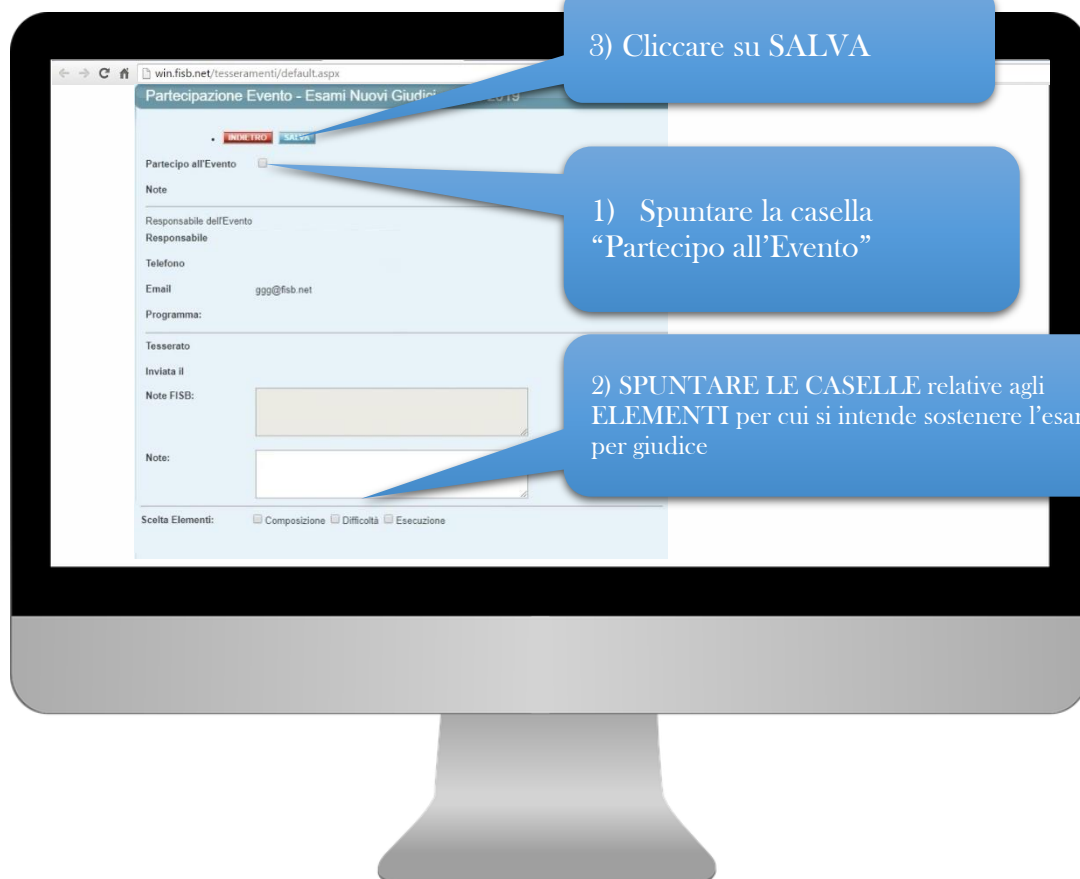 3) Cliccare su SALVA
win.fisb.net/tesseramenti/default.aspx
Partecipazione Evento - Esami Nuovi Giudici 2019
INDIETRO SALVA
Partecipo all'Evento
Note
1) Spuntare la casella
“Partecipo all’Evento”
Responsabile dell'Evento
Responsabile
Telefono
Email ggg@fisb.net
Programma:
Tesserato
Inviata il
Note FISB:
2) SPUNTARE LE CASELLE relative agli
ELEMENTI per cui si intende sostenere l’esam
per giudice
Note:
Scelta Elementi: Composizione Difficoltà Esecuzione